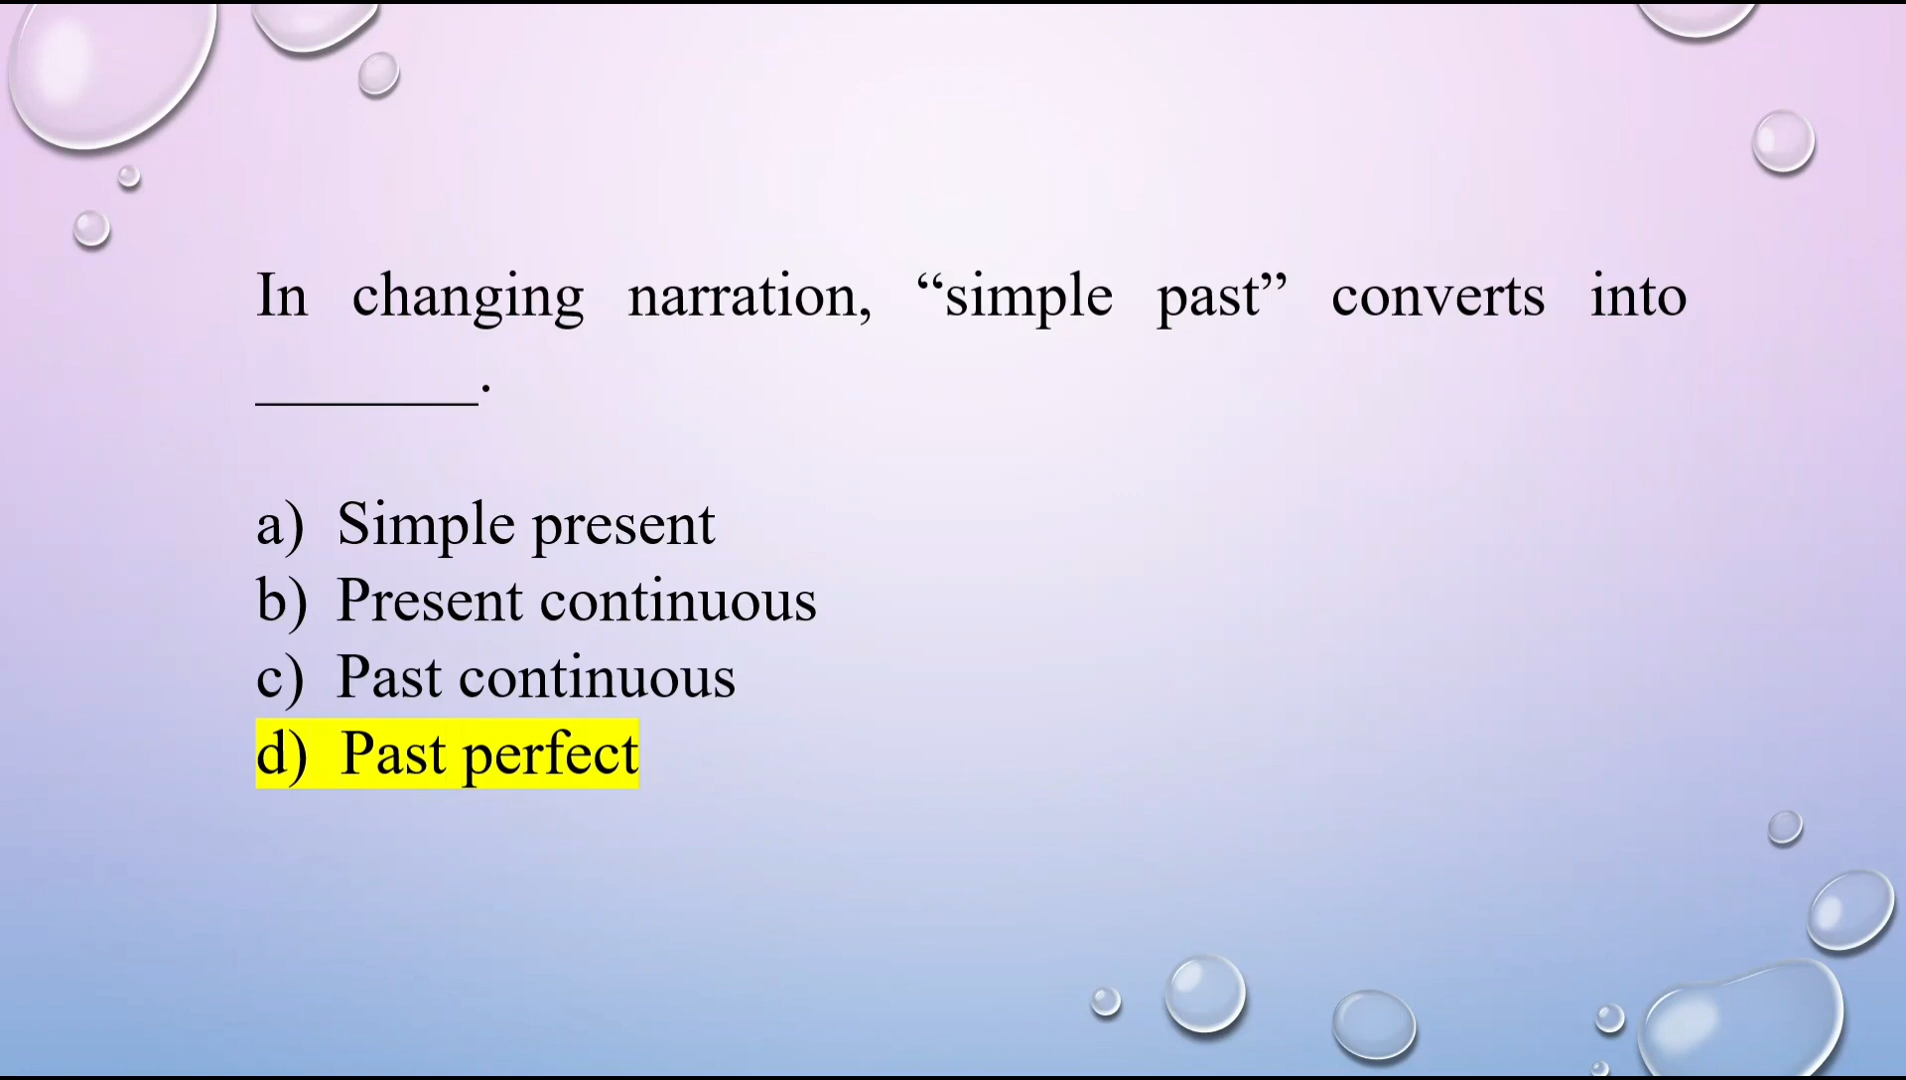 In changing narration, “simple past” converts into
________.
a) Simple present
b) Present continuous
c) Past continuous
d) Past perfect